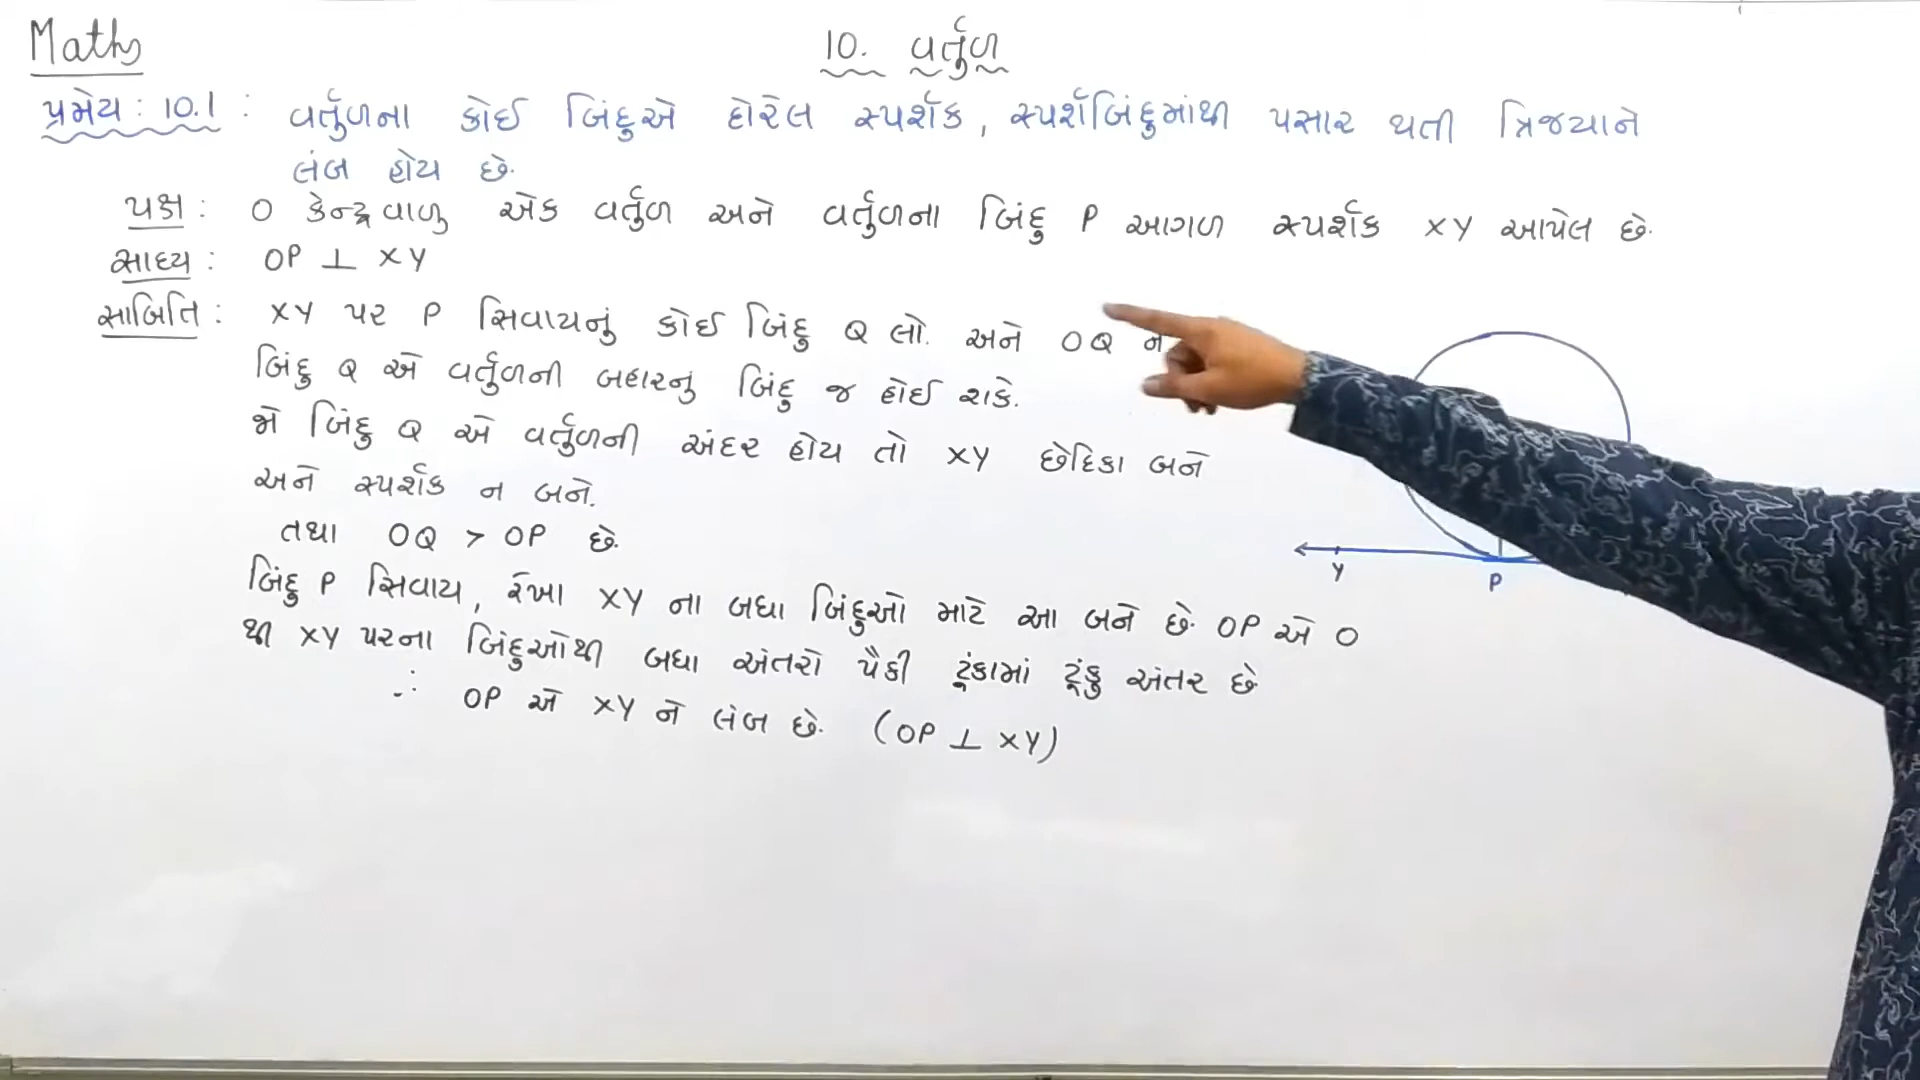 Maths
10. વર્તુળ
પ્રમેય : 10.1 : વર્તુળના કોઈ બિંદુએ દોરેલ સ્પર્શક, સ્પર્શબિંદુમાંથી પસાર થતી ત્રિજ્યાને
લંબ હોય છે.
પક્ષ : O કેન્દ્રવાળુ એક વર્તુળ અને વર્તુળના બિંદુ P આગળ સ્પર્શક XY આપેલ છે.
સાધ્ય : OP ⊥ XY
સાબિતિ : XY પર P સિવાયનું કોઈ બિંદુ Q લો. અને OQ
બિંદુ Q એ વર્તુળની બહારનુ બિંદુ જ હોઈ શકે.
જો બિંદુ Q એ વર્તુળની અંદર હોય તો XY છેદિકા બને
અને સ્પર્શક ન બને.
તથા OQ > OP છે.
બિંદુ P સિવાય, રેખા XY ના બધા બિંદુઓ માટે આ બને છે. OP એ O
થી XY પરના બિંદુઓથી બધા અંતરો પૈકી ટૂંકામાં ટૂંકુ અંતર છે
∴ OP એ XY ને લંબ છે. (OP ⊥ XY)
Y P